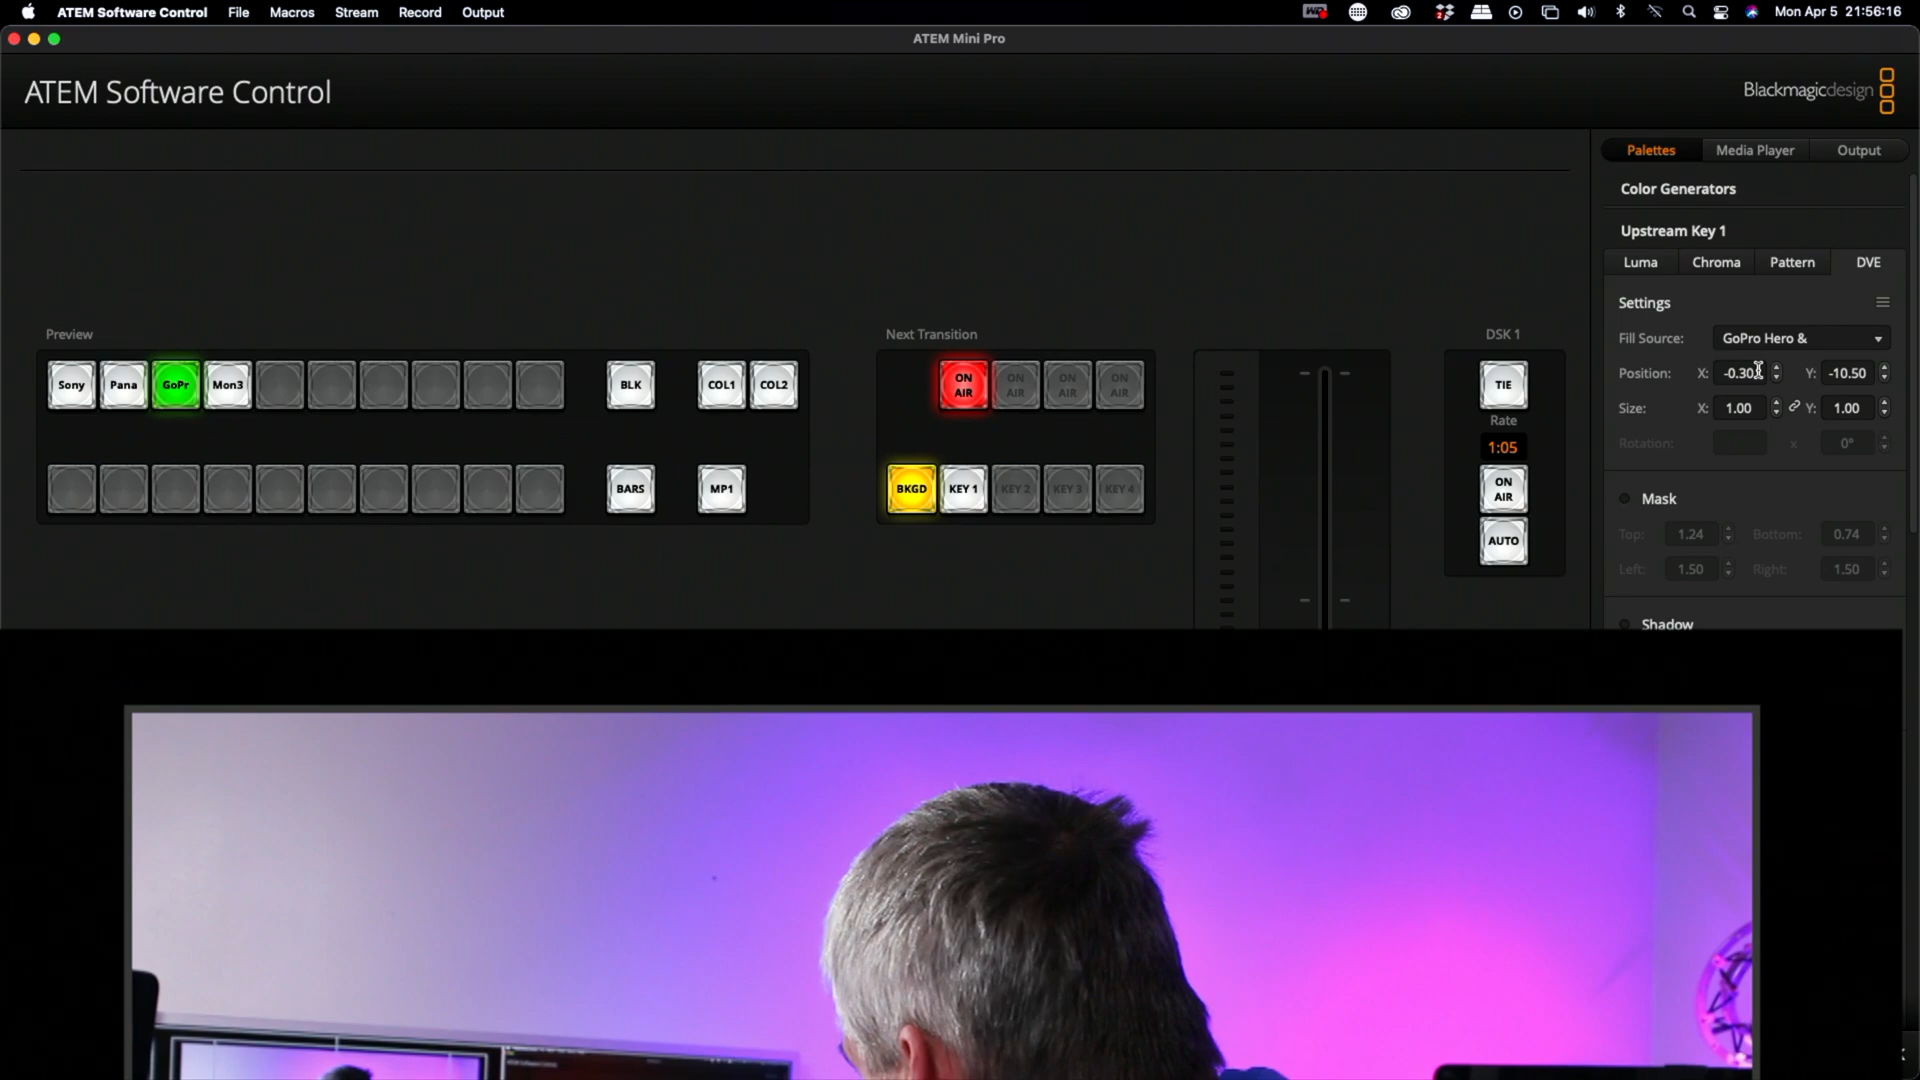 ATEM Software Control File Macros Stream Record Output Mon Apr 5 21:56:16
ATEM Mini Pro
ATEM Software Control
Blackmagicdesign
Palettes Media Player Output
Color Generators
Upstream Key 1
Luma Chroma Pattern DVE
Settings
Fill Source: GoPro Hero &
Position: X: -0.30 Y: -10.50
Size: X: 1.00 Y: 1.00
Rotation: x 0°
Mask
Top: 1.24 Bottom: 0.74
Left: 1.50 Right: 1.50
Shadow
Preview
Sony Pana GoPr Mon3 BLK COL1 COL2
BARS MP1
Next Transition
ON AIR ON AIR ON AIR ON AIR
BKGD KEY 1 KEY 2 KEY 3 KEY 4
DSK 1
TIE
Rate
1:05
ON AIR
AUTO